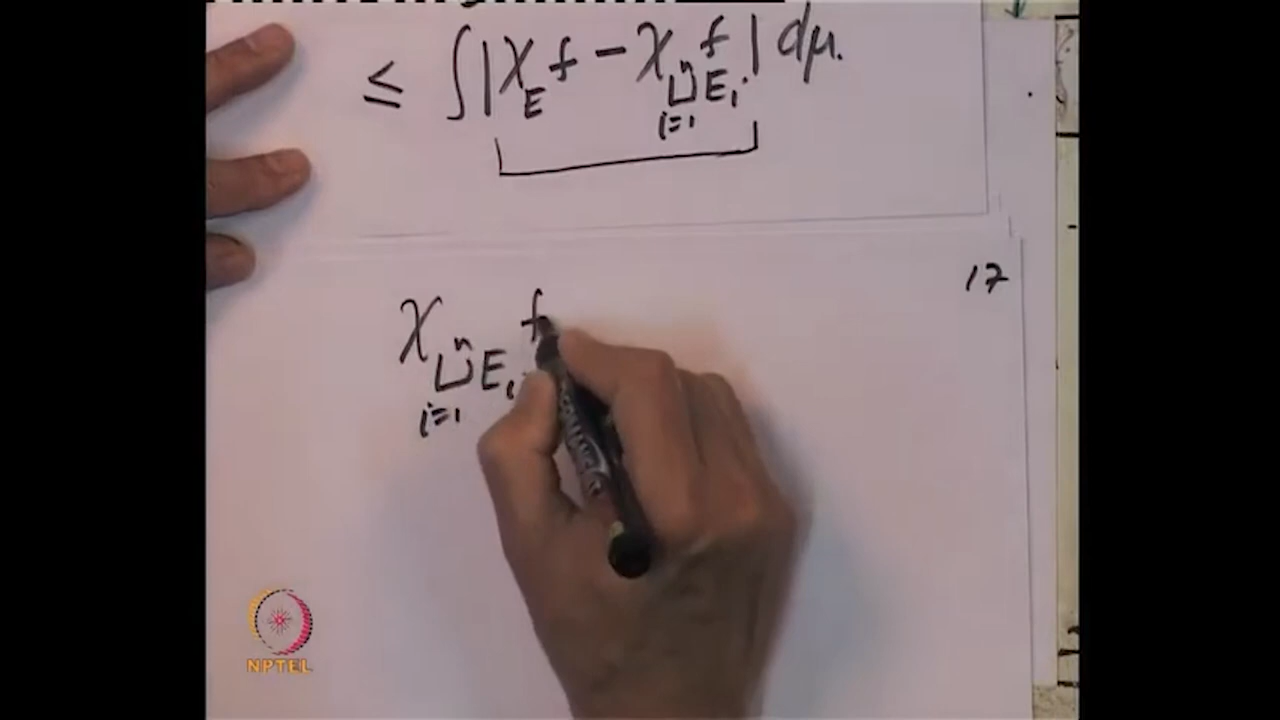 ≤ ∫ |χ_E f − χ_{⊔_{i=1}^{n} E_i} f| dμ.
17
χ_{⊔_{i=1}^{n} E_i} f
NPTEL